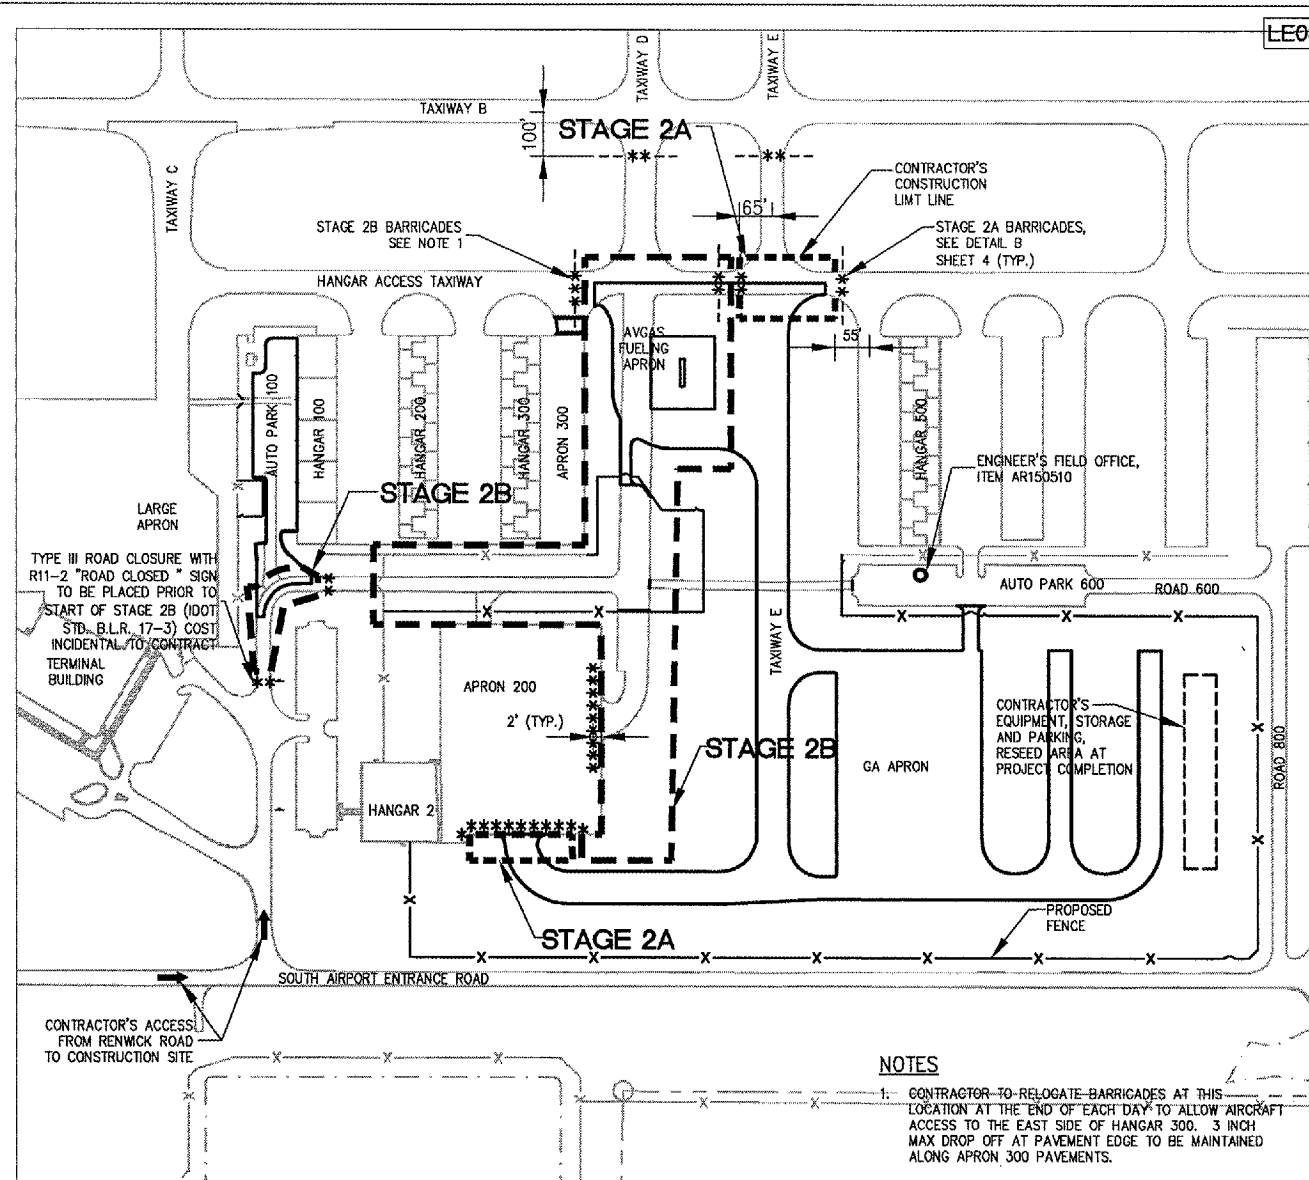 LE0
TAXIWAY D
TAXIWAY E
TAXIWAY B
100'
STAGE 2A
TAXIWAY C
CONTRACTOR'S
CONSTRUCTION
LIMT LINE
65'
STAGE 2B BARRICADES
SEE NOTE 1
STAGE 2A BARRICADES,
SEE DETAIL B
SHEET 4 (TYP.)
HANGAR ACCESS TAXIWAY
AVGAS
FUELING
APRON
55'
AUTO PARK 100
HANGAR 100
HANGAR 200
HANGAR 300
APRON 300
HANGAR 500
ENGINEER'S FIELD OFFICE,
ITEM AR150510
STAGE 2B
LARGE
APRON
TYPE III ROAD CLOSURE WITH
R11-2 "ROAD CLOSED " SIGN
TO BE PLACED PRIOR TO
START OF STAGE 2B (IDOT
STD. B.L.R. 17-3) COST
INCIDENTAL TO CONTRACT
TERMINAL
BUILDING
AUTO PARK 600
ROAD 600
TAXIWAY E
APRON 200
2' (TYP.)
STAGE 2B
GA APRON
CONTRACTOR'S
EQUIPMENT, STORAGE
AND PARKING,
RESEED AREA AT
PROJECT COMPLETION
ROAD 800
HANGAR 2
STAGE 2A
PROPOSED
FENCE
SOUTH AIRPORT ENTRANCE ROAD
CONTRACTOR'S ACCESS
FROM RENWICK ROAD
TO CONSTRUCTION SITE
NOTES
1. CONTRACTOR TO RELOCATE BARRICADES AT THIS
LOCATION AT THE END OF EACH DAY TO ALLOW AIRCRAFT
ACCESS TO THE EAST SIDE OF HANGAR 300. 3 INCH
MAX DROP OFF AT PAVEMENT EDGE TO BE MAINTAINED
ALONG APRON 300 PAVEMENTS.